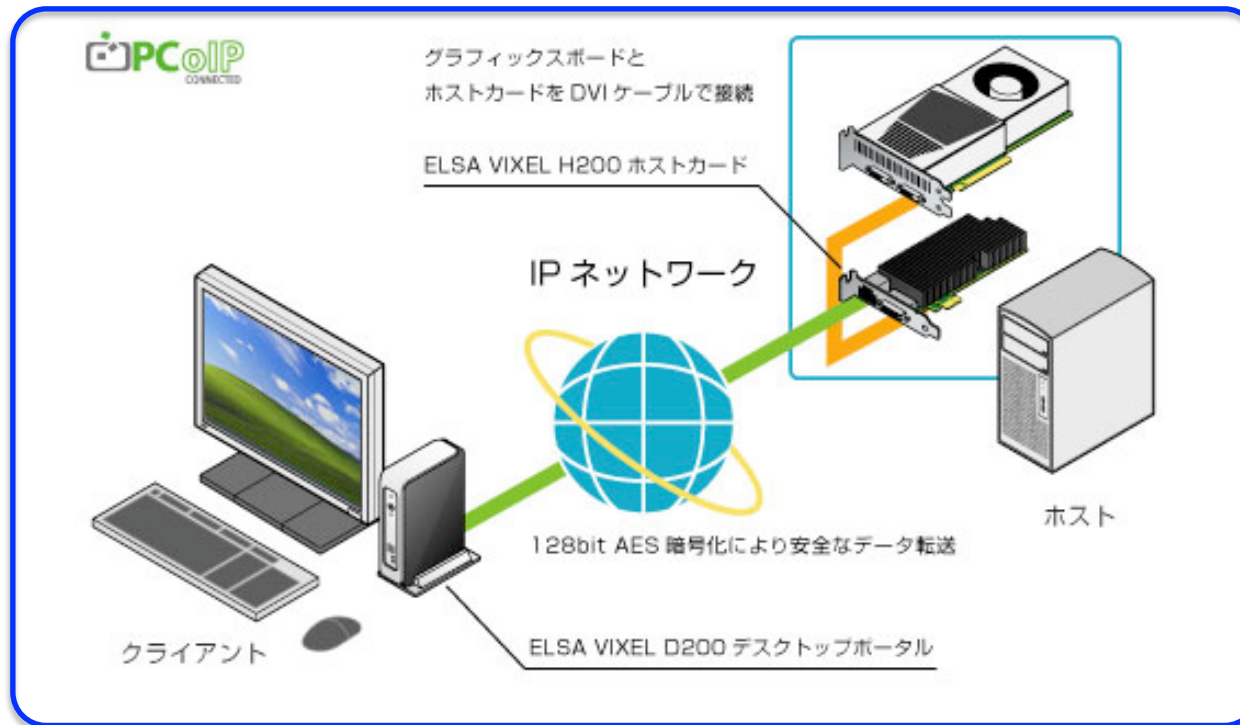 PCoIP
CONNECTED
グラフィックスボードと
ホストカードを DVI ケーブルで接続
ELSA VIXEL H200 ホストカード
IP ネットワーク
ホスト
128bit AES 暗号化により安全なデータ転送
ELSA VIXEL D200 デスクトップポータル
クライアント